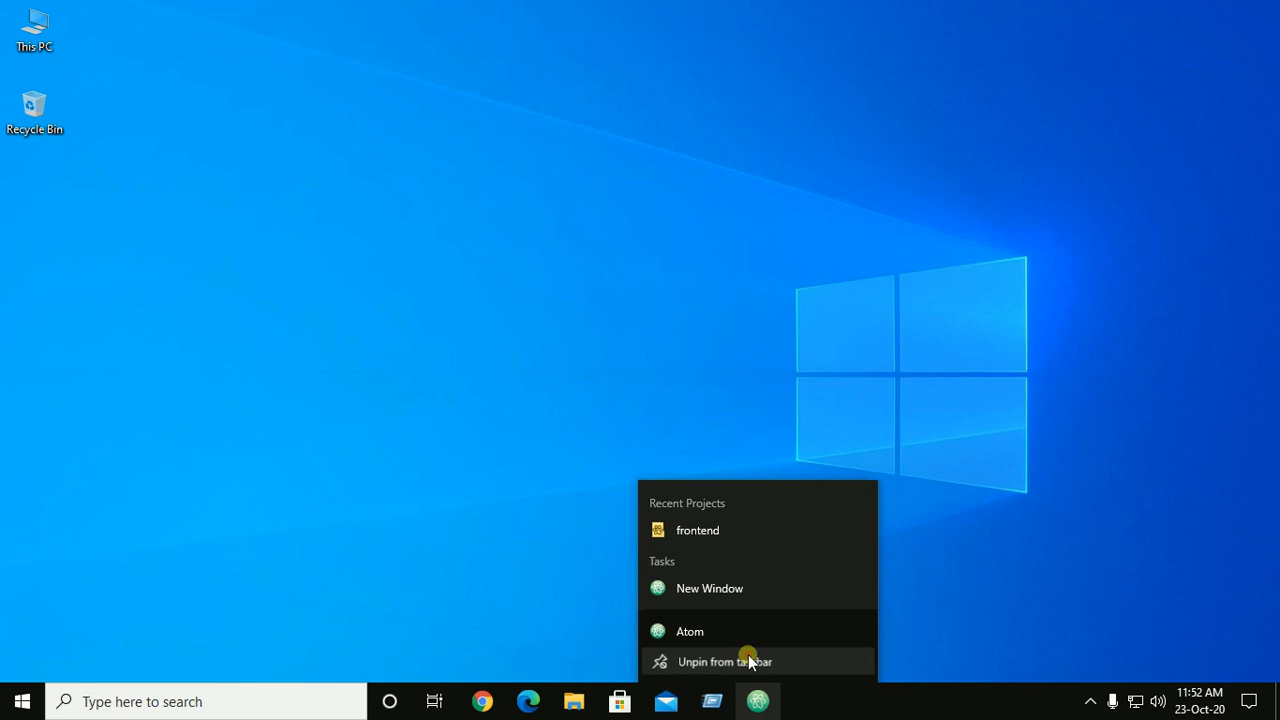 This PC
Recycle Bin
Recent Projects
frontend
Tasks
New Window
Atom
Unpin from taskbar
Type here to search
11:52 AM
23-Oct-20